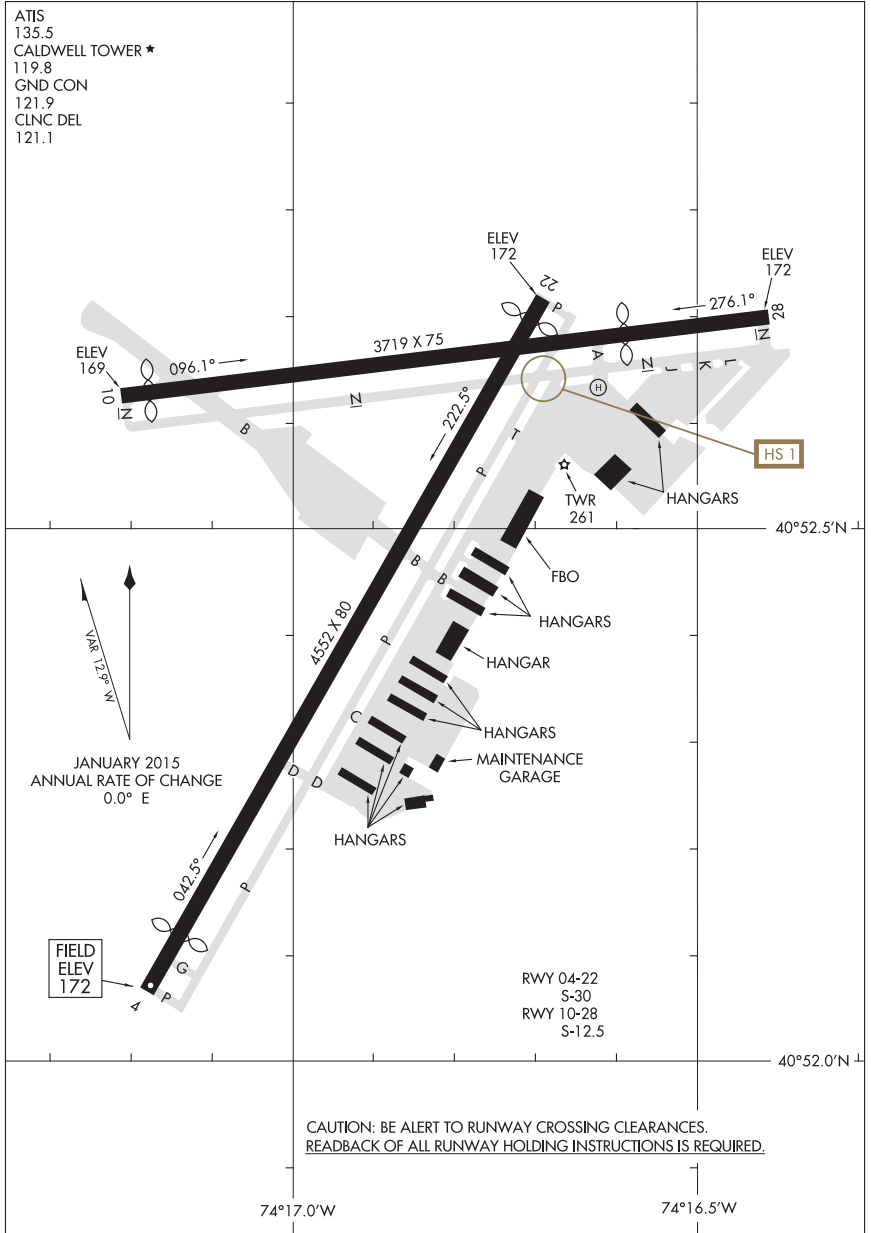 ATIS
135.5
CALDWELL TOWER ★
119.8
GND CON
121.9
CLNC DEL
121.1
ELEV
172
22
P
ELEV
172
276.1°
28
N
3719 X 75
096.1°
ELEV
169
10
N
A
N
J
K
L
H
N
B
222.5°
T
P
HS 1
TWR
261
HANGARS
40°52.5'N
FBO
B
B
HANGARS
4552 X 80
P
HANGAR
VAR 12.9° W
C
HANGARS
JANUARY 2015
ANNUAL RATE OF CHANGE
0.0° E
MAINTENANCE
GARAGE
D
D
HANGARS
042.5°
P
FIELD
ELEV
172
G
P
4
RWY 04-22
S-30
RWY 10-28
S-12.5
40°52.0'N
CAUTION: BE ALERT TO RUNWAY CROSSING CLEARANCES.
READBACK OF ALL RUNWAY HOLDING INSTRUCTIONS IS REQUIRED.
74°17.0'W
74°16.5'W